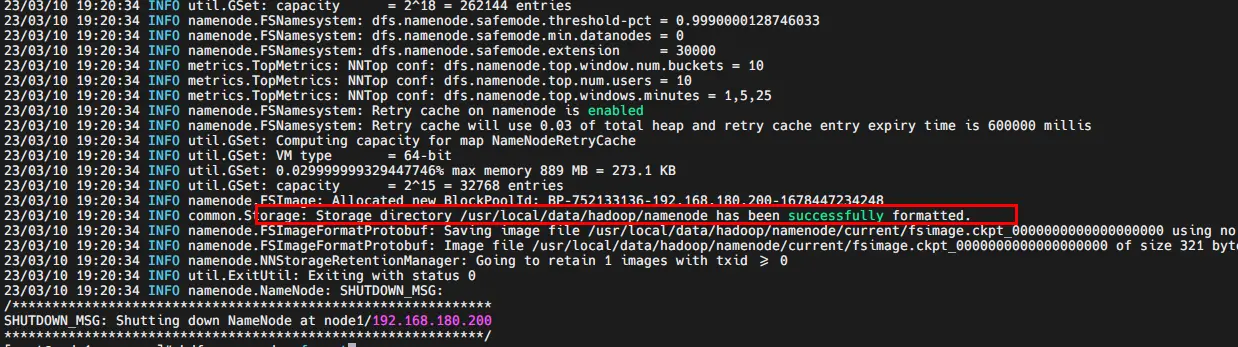 23/03/10 19:20:34 INFO util.GSet: capacity      = 2^18 = 262144 entries
23/03/10 19:20:34 INFO namenode.FSNamesystem: dfs.namenode.safemode.threshold-pct = 0.9990000128746033
23/03/10 19:20:34 INFO namenode.FSNamesystem: dfs.namenode.safemode.min.datanodes = 0
23/03/10 19:20:34 INFO namenode.FSNamesystem: dfs.namenode.safemode.extension     = 30000
23/03/10 19:20:34 INFO metrics.TopMetrics: NNTop conf: dfs.namenode.top.window.num.buckets = 10
23/03/10 19:20:34 INFO metrics.TopMetrics: NNTop conf: dfs.namenode.top.num.users = 10
23/03/10 19:20:34 INFO metrics.TopMetrics: NNTop conf: dfs.namenode.top.windows.minutes = 1,5,25
23/03/10 19:20:34 INFO namenode.FSNamesystem: Retry cache on namenode is enabled
23/03/10 19:20:34 INFO namenode.FSNamesystem: Retry cache will use 0.03 of total heap and retry cache entry expiry time is 600000 millis
23/03/10 19:20:34 INFO util.GSet: Computing capacity for map NameNodeRetryCache
23/03/10 19:20:34 INFO util.GSet: VM type       = 64-bit
23/03/10 19:20:34 INFO util.GSet: 0.029999999329447746% max memory 889 MB = 273.1 KB
23/03/10 19:20:34 INFO util.GSet: capacity      = 2^15 = 32768 entries
23/03/10 19:20:34 INFO namenode.FSImage: Allocated new BlockPoolId: BP-752133136-192.168.180.200-1678447234248
23/03/10 19:20:34 INFO common.Storage: Storage directory /usr/local/data/hadoop/namenode has been successfully formatted.
23/03/10 19:20:34 INFO namenode.FSImageFormatProtobuf: Saving image file /usr/local/data/hadoop/namenode/current/fsimage.ckpt_0000000000000000000 using no
23/03/10 19:20:34 INFO namenode.FSImageFormatProtobuf: Image file /usr/local/data/hadoop/namenode/current/fsimage.ckpt_0000000000000000000 of size 321 byte
23/03/10 19:20:34 INFO namenode.NNStorageRetentionManager: Going to retain 1 images with txid >= 0
23/03/10 19:20:34 INFO util.ExitUtil: Exiting with status 0
23/03/10 19:20:34 INFO namenode.NameNode: SHUTDOWN_MSG:
/************************************************************
SHUTDOWN_MSG: Shutting down NameNode at node1/192.168.180.200
************************************************************/